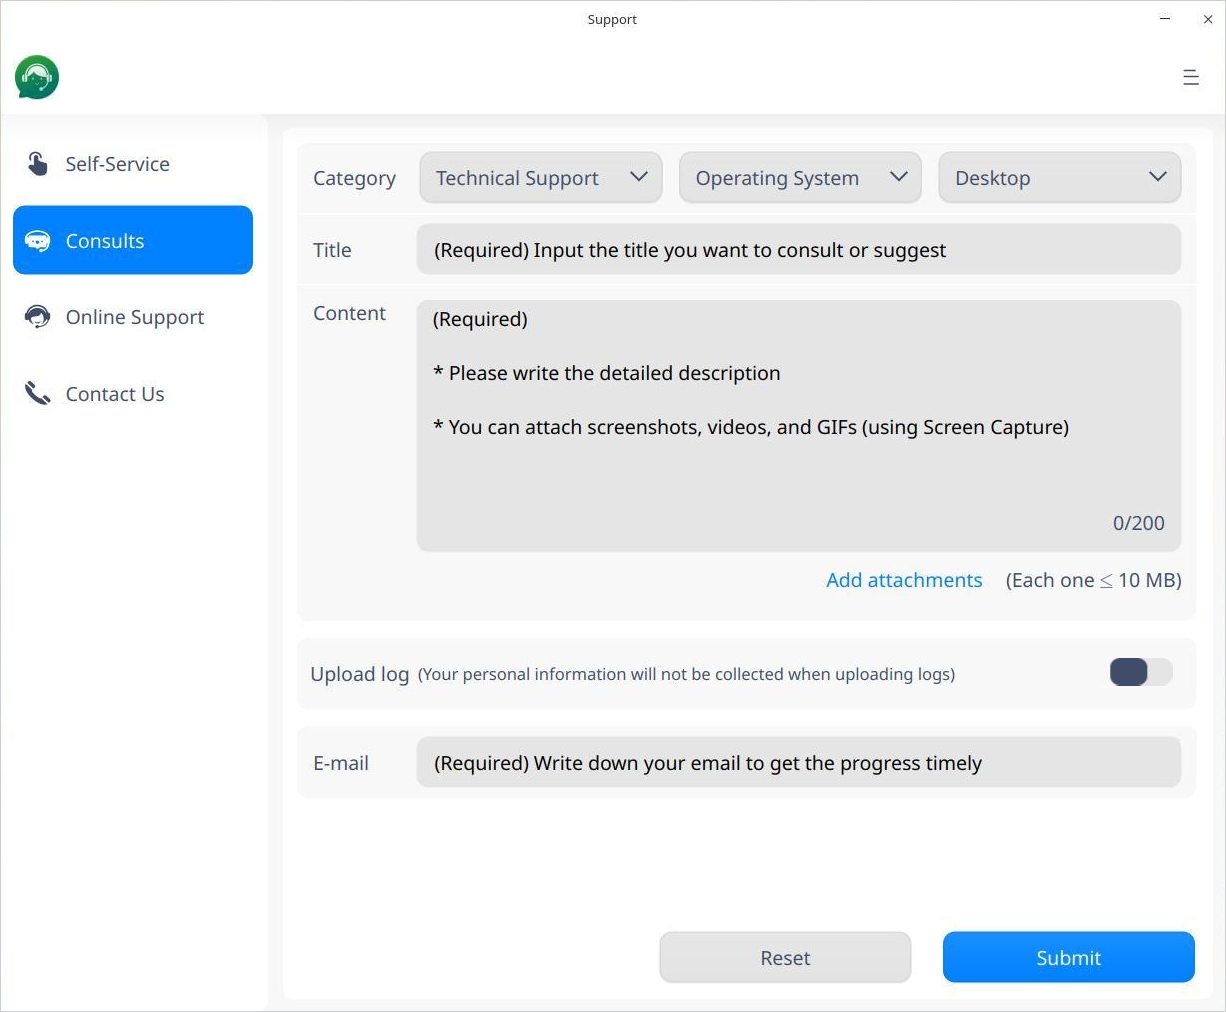 Support
Self-Service
Consults
Online Support
Contact Us
Category
Technical Support
Operating System
Desktop
Title
(Required) Input the title you want to consult or suggest
Content
(Required)
* Please write the detailed description
* You can attach screenshots, videos, and GIFs (using Screen Capture)
0/200
Add attachments (Each one ≤ 10 MB)
Upload log (Your personal information will not be collected when uploading logs)
E-mail
(Required) Write down your email to get the progress timely
Reset
Submit